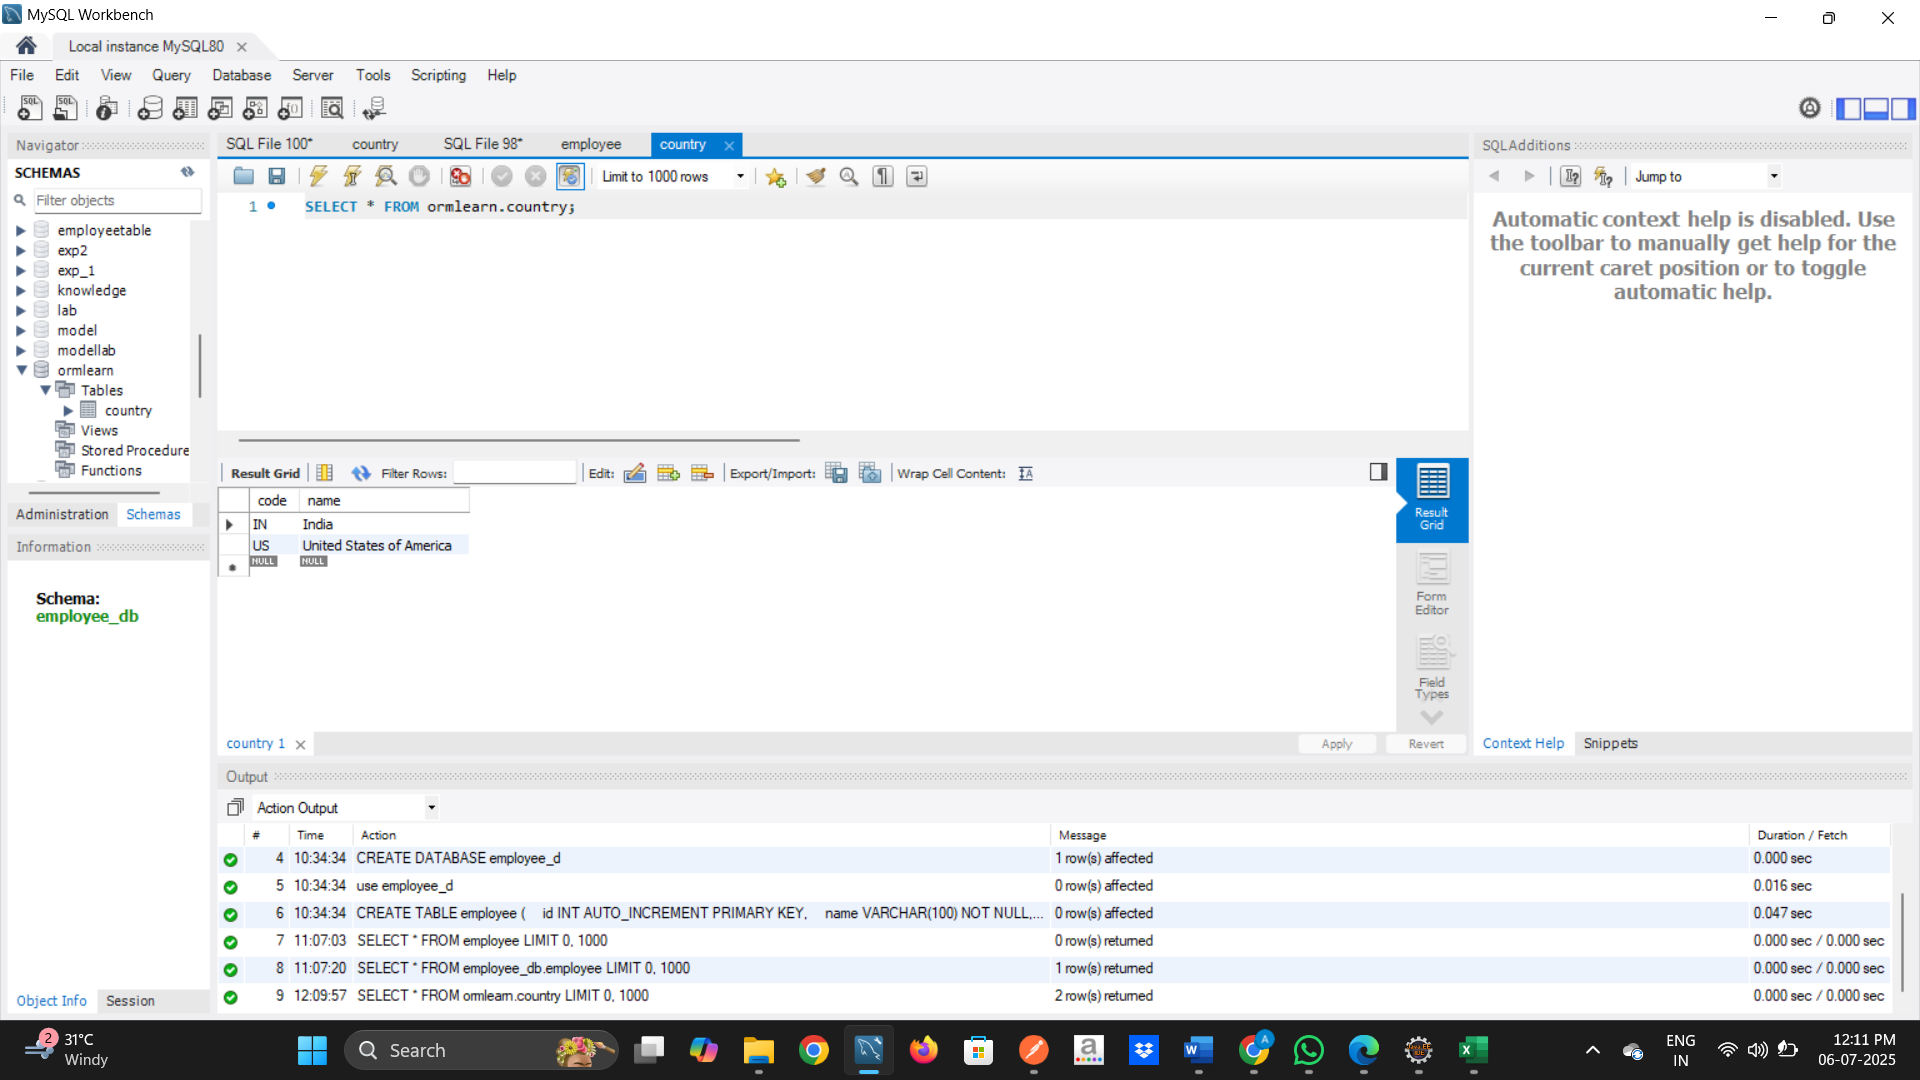 MySQL Workbench
Local instance MySQL80
File Edit View Query Database Server Tools Scripting Help
Navigator
SCHEMAS
Filter objects
employeetable
exp2
exp_1
knowledge
lab
model
modellab
ormlearn
Tables
country
Views
Stored Procedure
Functions
Administration Schemas
Information
Schema:
employee_db
Object Info Session
SQL File 100* country SQL File 98* employee country
Limit to 1000 rows
1 SELECT * FROM ormlearn.country;
Result Grid Filter Rows: Edit: Export/Import: Wrap Cell Content:
code name
IN India
US United States of America
NULL NULL
Result
Grid
Form
Editor
Field
Types
country 1
Apply Revert
SQLAdditions
Jump to
Automatic context help is disabled. Use
the toolbar to manually get help for the
current caret position or to toggle
automatic help.
Context Help Snippets
Output
Action Output
# Time Action Message Duration / Fetch
4 10:34:34 CREATE DATABASE employee_d 1 row(s) affected 0.000 sec
5 10:34:34 use employee_d 0 row(s) affected 0.016 sec
6 10:34:34 CREATE TABLE employee ( id INT AUTO_INCREMENT PRIMARY KEY, name VARCHAR(100) NOT NULL,... 0 row(s) affected 0.047 sec
7 11:07:03 SELECT * FROM employee LIMIT 0, 1000 0 row(s) returned 0.000 sec / 0.000 sec
8 11:07:20 SELECT * FROM employee_db.employee LIMIT 0, 1000 1 row(s) returned 0.000 sec / 0.000 sec
9 12:09:57 SELECT * FROM ormlearn.country LIMIT 0, 1000 2 row(s) returned 0.000 sec / 0.000 sec
2
31°C
Windy
Search
ENG
IN
12:11 PM
06-07-2025